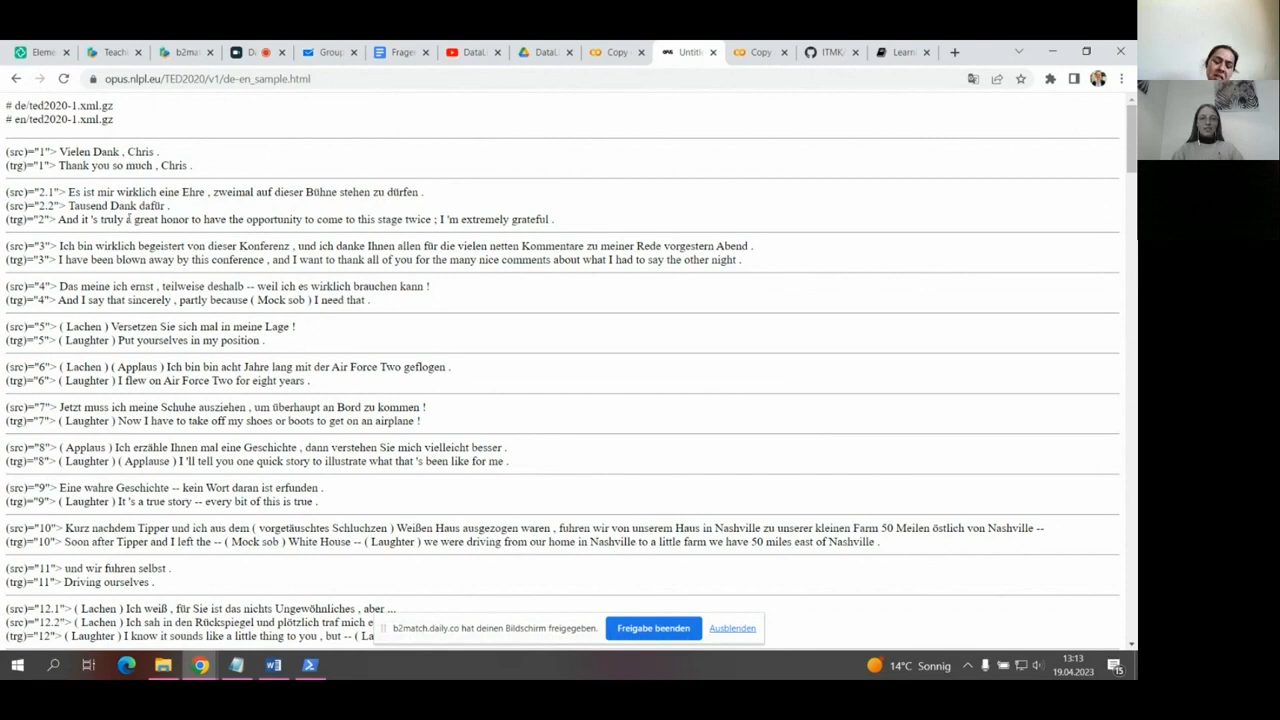 Eleme
Teachi
b2mat
Da
Group
Frage
DataL
DataL
Copy
Untitle
Copy
ITMK/
Learn
opus.nlpl.eu/TED2020/v1/de-en_sample.html
# de/ted2020-1.xml.gz
# en/ted2020-1.xml.gz
(src)="1"> Vielen Dank , Chris .
(trg)="1"> Thank you so much , Chris .
(src)="2.1"> Es ist mir wirklich eine Ehre , zweimal auf dieser Bühne stehen zu dürfen .
(src)="2.2"> Tausend Dank dafür .
(trg)="2"> And it 's truly a great honor to have the opportunity to come to this stage twice ; I 'm extremely grateful .
(src)="3"> Ich bin wirklich begeistert von dieser Konferenz , und ich danke Ihnen allen für die vielen netten Kommentare zu meiner Rede vorgestern Abend .
(trg)="3"> I have been blown away by this conference , and I want to thank all of you for the many nice comments about what I had to say the other night .
(src)="4"> Das meine ich ernst , teilweise deshalb -- weil ich es wirklich brauchen kann !
(trg)="4"> And I say that sincerely , partly because ( Mock sob ) I need that .
(src)="5"> ( Lachen ) Versetzen Sie sich mal in meine Lage !
(trg)="5"> ( Laughter ) Put yourselves in my position .
(src)="6"> ( Lachen ) ( Applaus ) Ich bin bin acht Jahre lang mit der Air Force Two geflogen .
(trg)="6"> ( Laughter ) I flew on Air Force Two for eight years .
(src)="7"> Jetzt muss ich meine Schuhe ausziehen , um überhaupt an Bord zu kommen !
(trg)="7"> ( Laughter ) Now I have to take off my shoes or boots to get on an airplane !
(src)="8"> ( Applaus ) Ich erzähle Ihnen mal eine Geschichte , dann verstehen Sie mich vielleicht besser .
(trg)="8"> ( Laughter ) ( Applause ) I 'll tell you one quick story to illustrate what that 's been like for me .
(src)="9"> Eine wahre Geschichte -- kein Wort daran ist erfunden .
(trg)="9"> ( Laughter ) It 's a true story -- every bit of this is true .
(src)="10"> Kurz nachdem Tipper und ich aus dem ( vorgetäuschtes Schluchzen ) Weißen Haus ausgezogen waren , fuhren wir von unserem Haus in Nashville zu unserer kleinen Farm 50 Meilen östlich von Nashville --
(trg)="10"> Soon after Tipper and I left the -- ( Mock sob ) White House -- ( Laughter ) we were driving from our home in Nashville to a little farm we have 50 miles east of Nashville .
(src)="11"> und wir fuhren selbst .
(trg)="11"> Driving ourselves .
(src)="12.1"> ( Lachen ) Ich weiß , für Sie ist das nichts Ungewöhnliches , aber ...
(src)="12.2"> ( Lachen ) Ich sah in den Rückspiegel und plötzlich traf mich e
(trg)="12"> ( Laughter ) I know it sounds like a little thing to you , but -- ( La
b2match.daily.co hat deinen Bildschirm freigegeben.
Freigabe beenden
Ausblenden
14°C Sonnig
13:13
19.04.2023
15